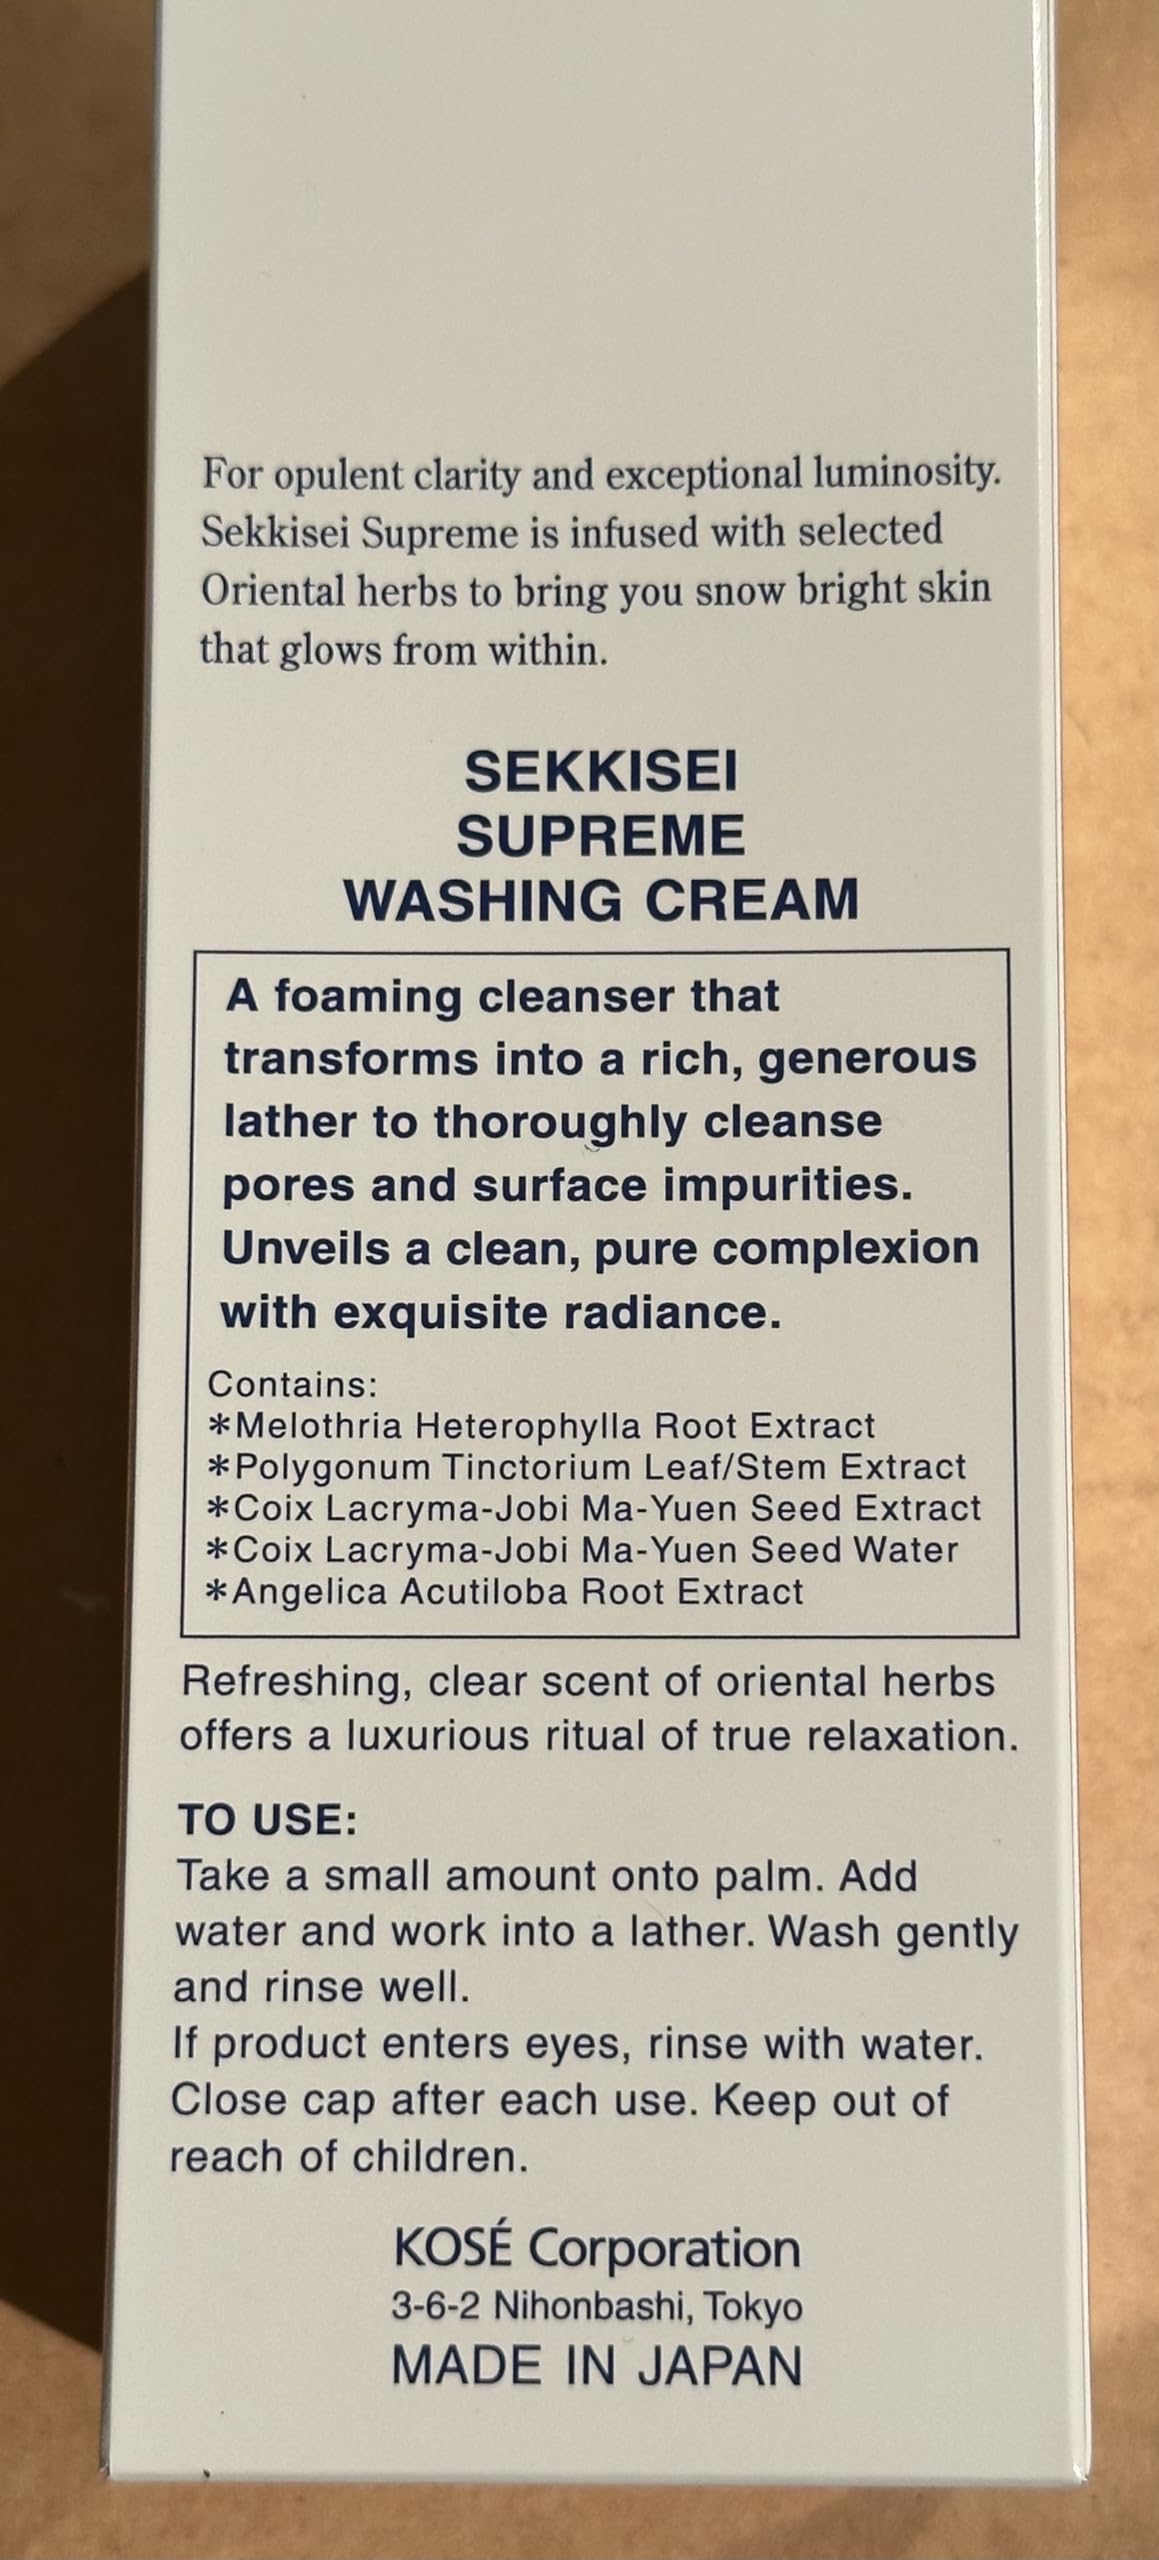 For opulent clarity and exceptional luminosity.
Sekkisei Supreme is infused with selected
Oriental herbs to bring you snow bright skin
that glows from within.
SEKKISEI
SUPREME
WASHING CREAM
A foaming cleanser that
transforms into a rich, generous
lather to thoroughly cleanse
pores and surface impurities.
Unveils a clean, pure complexion
with exquisite radiance.
Contains:
*Melothria Heterophylla Root Extract
*Polygonum Tinctorium Leaf/Stem Extract
*Coix Lacryma-Jobi Ma-Yuen Seed Extract
*Coix Lacryma-Jobi Ma-Yuen Seed Water
*Angelica Acutiloba Root Extract
Refreshing, clear scent of oriental herbs
offers a luxurious ritual of true relaxation.
TO USE:
Take a small amount onto palm. Add
water and work into a lather. Wash gently
and rinse well.
If product enters eyes, rinse with water.
Close cap after each use. Keep out of
reach of children.
KOSÉ Corporation
3-6-2 Nihonbashi, Tokyo
MADE IN JAPAN